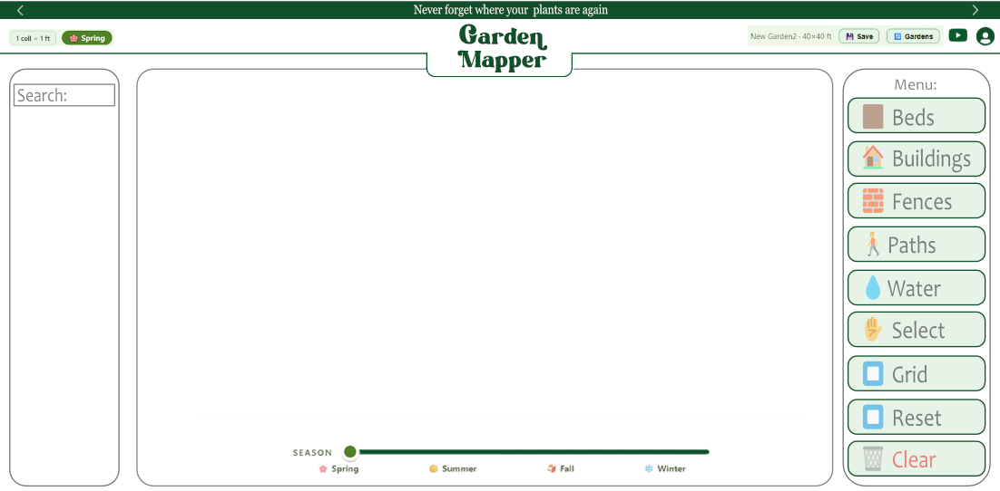 Never forget where your plants are again
1 cell = 1 ft
Spring
Garden
Mapper
New Garden2 · 40×40 ft
Save
Gardens
Search:
Menu:
Beds
Buildings
Fences
Paths
Water
Select
Grid
Reset
Clear
SEASON
Spring
Summer
Fall
Winter